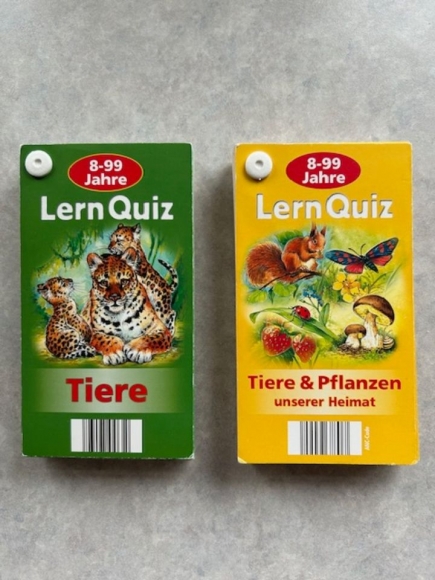 8-99
Jahre
LernQuiz
Tiere
8-99
Jahre
LernQuiz
Tiere & Pflanzen
unserer Heimat